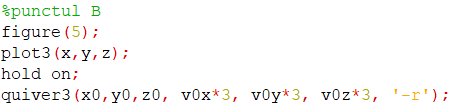 %punctul B
figure(5);
plot3(x,y,z);
hold on;
quiver3(x0,y0,z0, v0x*3, v0y*3, v0z*3, '-r');